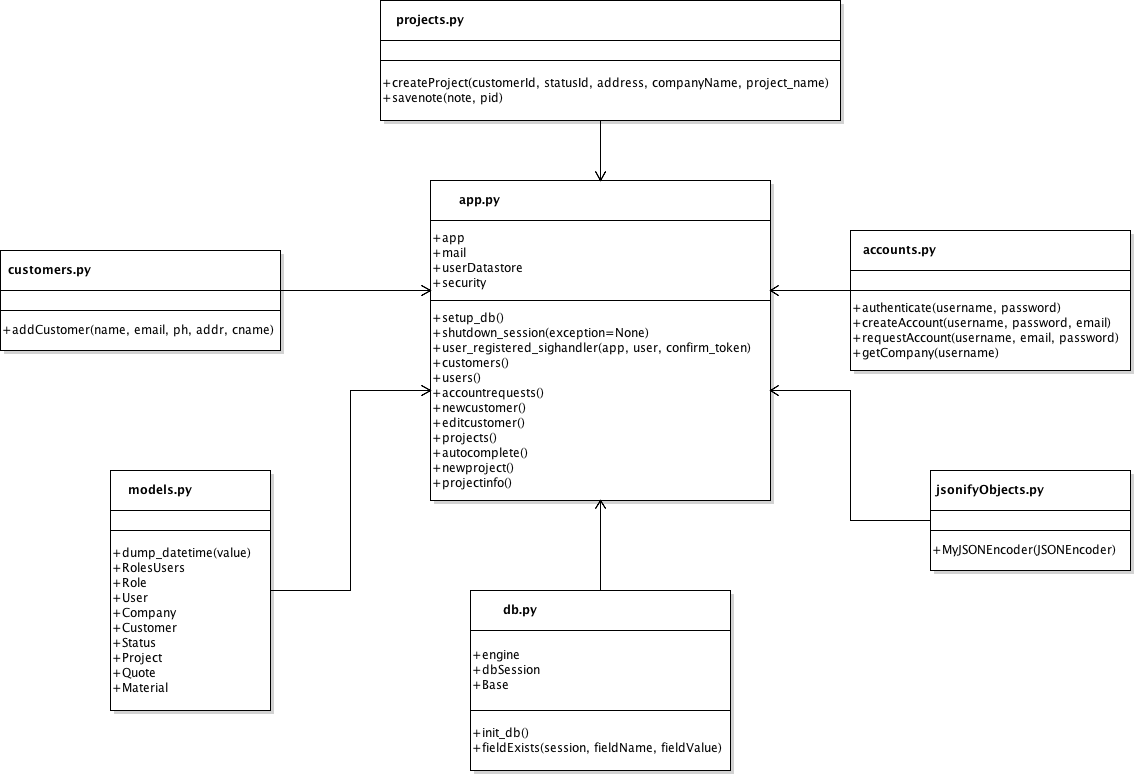 projects.py
+createProject(customerId, statusId, address, companyName, project_name)
+savenote(note, pid)
app.py
+app
+mail
+userDatastore
+security
+setup_db()
+shutdown_session(exception=None)
+user_registered_sighandler(app, user, confirm_token)
+customers()
+users()
+accountrequests()
+newcustomer()
+editcustomer()
+projects()
+autocomplete()
+newproject()
+projectinfo()
customers.py
+addCustomer(name, email, ph, addr, cname)
accounts.py
+authenticate(username, password)
+createAccount(username, password, email)
+requestAccount(username, email, password)
+getCompany(username)
models.py
+dump_datetime(value)
+RolesUsers
+Role
+User
+Company
+Customer
+Status
+Project
+Quote
+Material
jsonifyObjects.py
+MyJSONEncoder(JSONEncoder)
db.py
+engine
+dbSession
+Base
+init_db()
+fieldExists(session, fieldName, fieldValue)